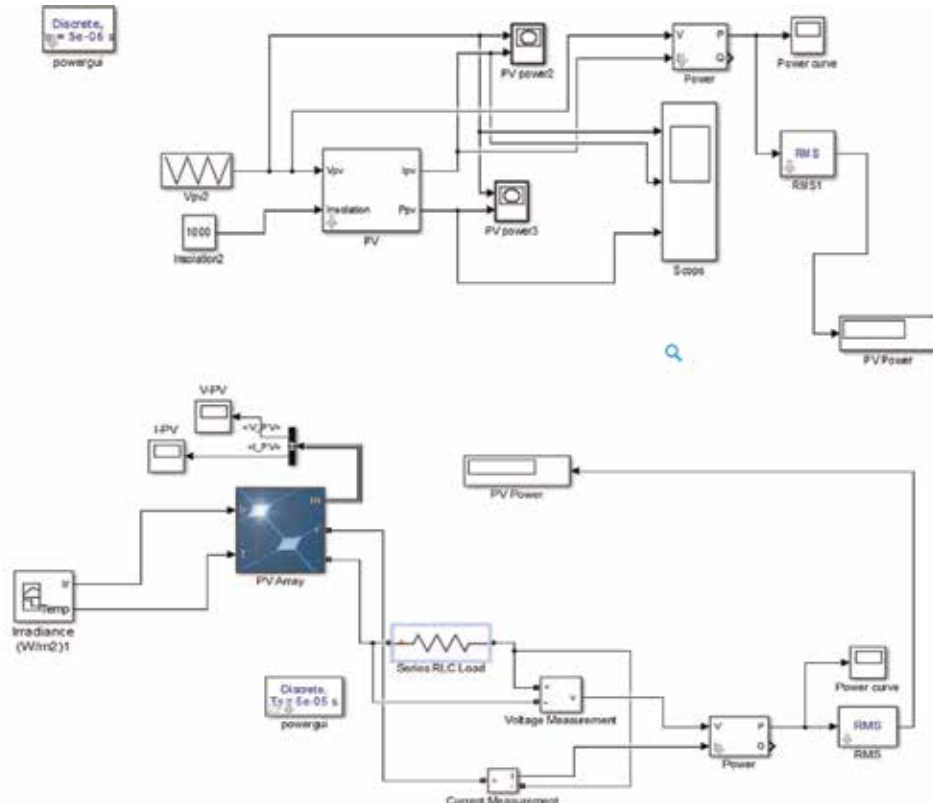 Discrete,
= 5e-06 s
powergui
PV power2
V
P
Q
Power
Power curve
RMS
RMS1
Vpv2
Vpv
Ipv
Insolation
Ppv
PV
1000
Insolation2
PV power3
Scope
PV Power
V-PV
<V_PV>
I-PV
<I_PV>
PV Power
m
PV Array
Ir
Temp
Irradiance
(W/m2)1
Series RLC Load
Discrete,
Ts = 5e-05 s
powergui
+
-
v
Voltage Measurement
V
P
Q
Power
Power curve
RMS
RMS
+
-
Current Measurement